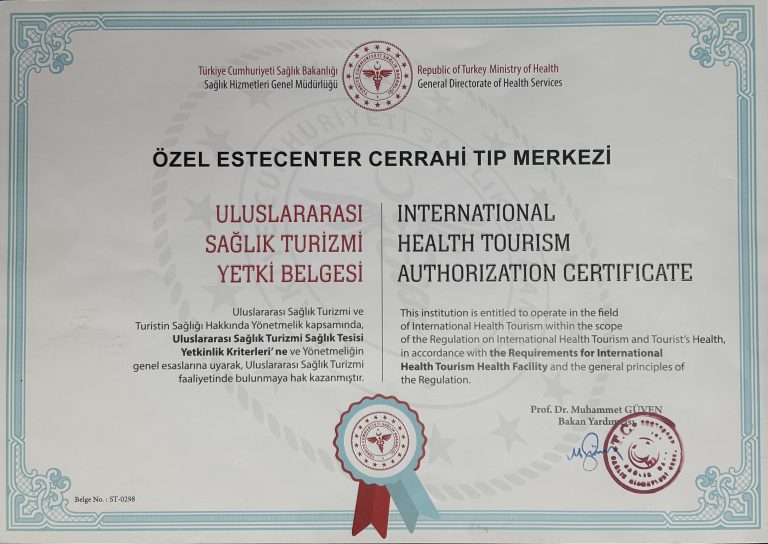 Türkiye Cumhuriyeti Sağlık Bakanlığı
Sağlık Hizmetleri Genel Müdürlüğü
Republic of Turkey Ministry of Health
General Directorate of Health Services
ÖZEL ESTECENTER CERRAHİ TIP MERKEZİ
ULUSLARARASI
SAĞLIK TURİZMİ
YETKİ BELGESİ
INTERNATIONAL
HEALTH TOURISM
AUTHORIZATION CERTIFICATE
Uluslararası Sağlık Turizmi ve
Turistin Sağlığı Hakkında Yönetmelik kapsamında,
Uluslararası Sağlık Turizmi Sağlık Tesisi
Yetkinlik Kriterleri' ne ve Yönetmeliğin
genel esaslarına uyarak, Uluslararası Sağlık Turizmi
faaliyetinde bulunmaya hak kazanmıştır.
This institution is entitled to operate in the field
of International Health Tourism within the scope
of the Regulation on International Health Tourism and Tourist's Health,
in accordance with the Requirements for International
Health Tourism Health Facility and the general principles of
the Regulation.
Prof. Dr. Muhammet GÜVEN
Bakan Yardımcısı
T.C.
Belge No. : ST-0298